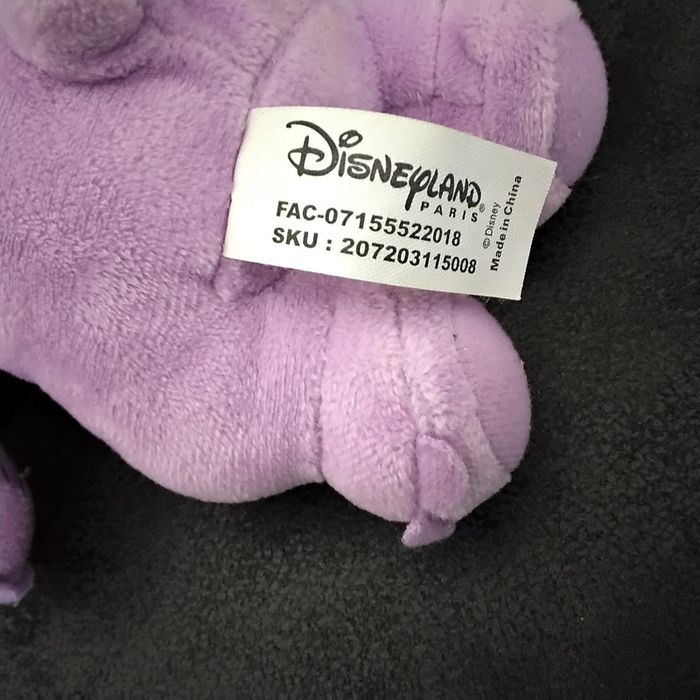 Disneyland
PARIS®
FAC-07155522018
SKU : 207203115008
© Disney
Made in China